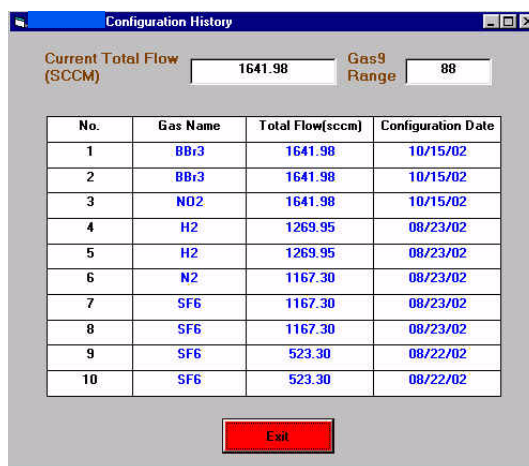 Configuration History
Current Total Flow (SCCM) 1641.98 Gas9 Range 88
No. Gas Name Total Flow(sccm) Configuration Date
1 BBr3 1641.98 10/15/02
2 BBr3 1641.98 10/15/02
3 NO2 1641.98 10/15/02
4 H2 1269.95 08/23/02
5 H2 1269.95 08/23/02
6 N2 1167.30 08/23/02
7 SF6 1167.30 08/23/02
8 SF6 1167.30 08/23/02
9 SF6 523.30 08/22/02
10 SF6 523.30 08/22/02
Exit